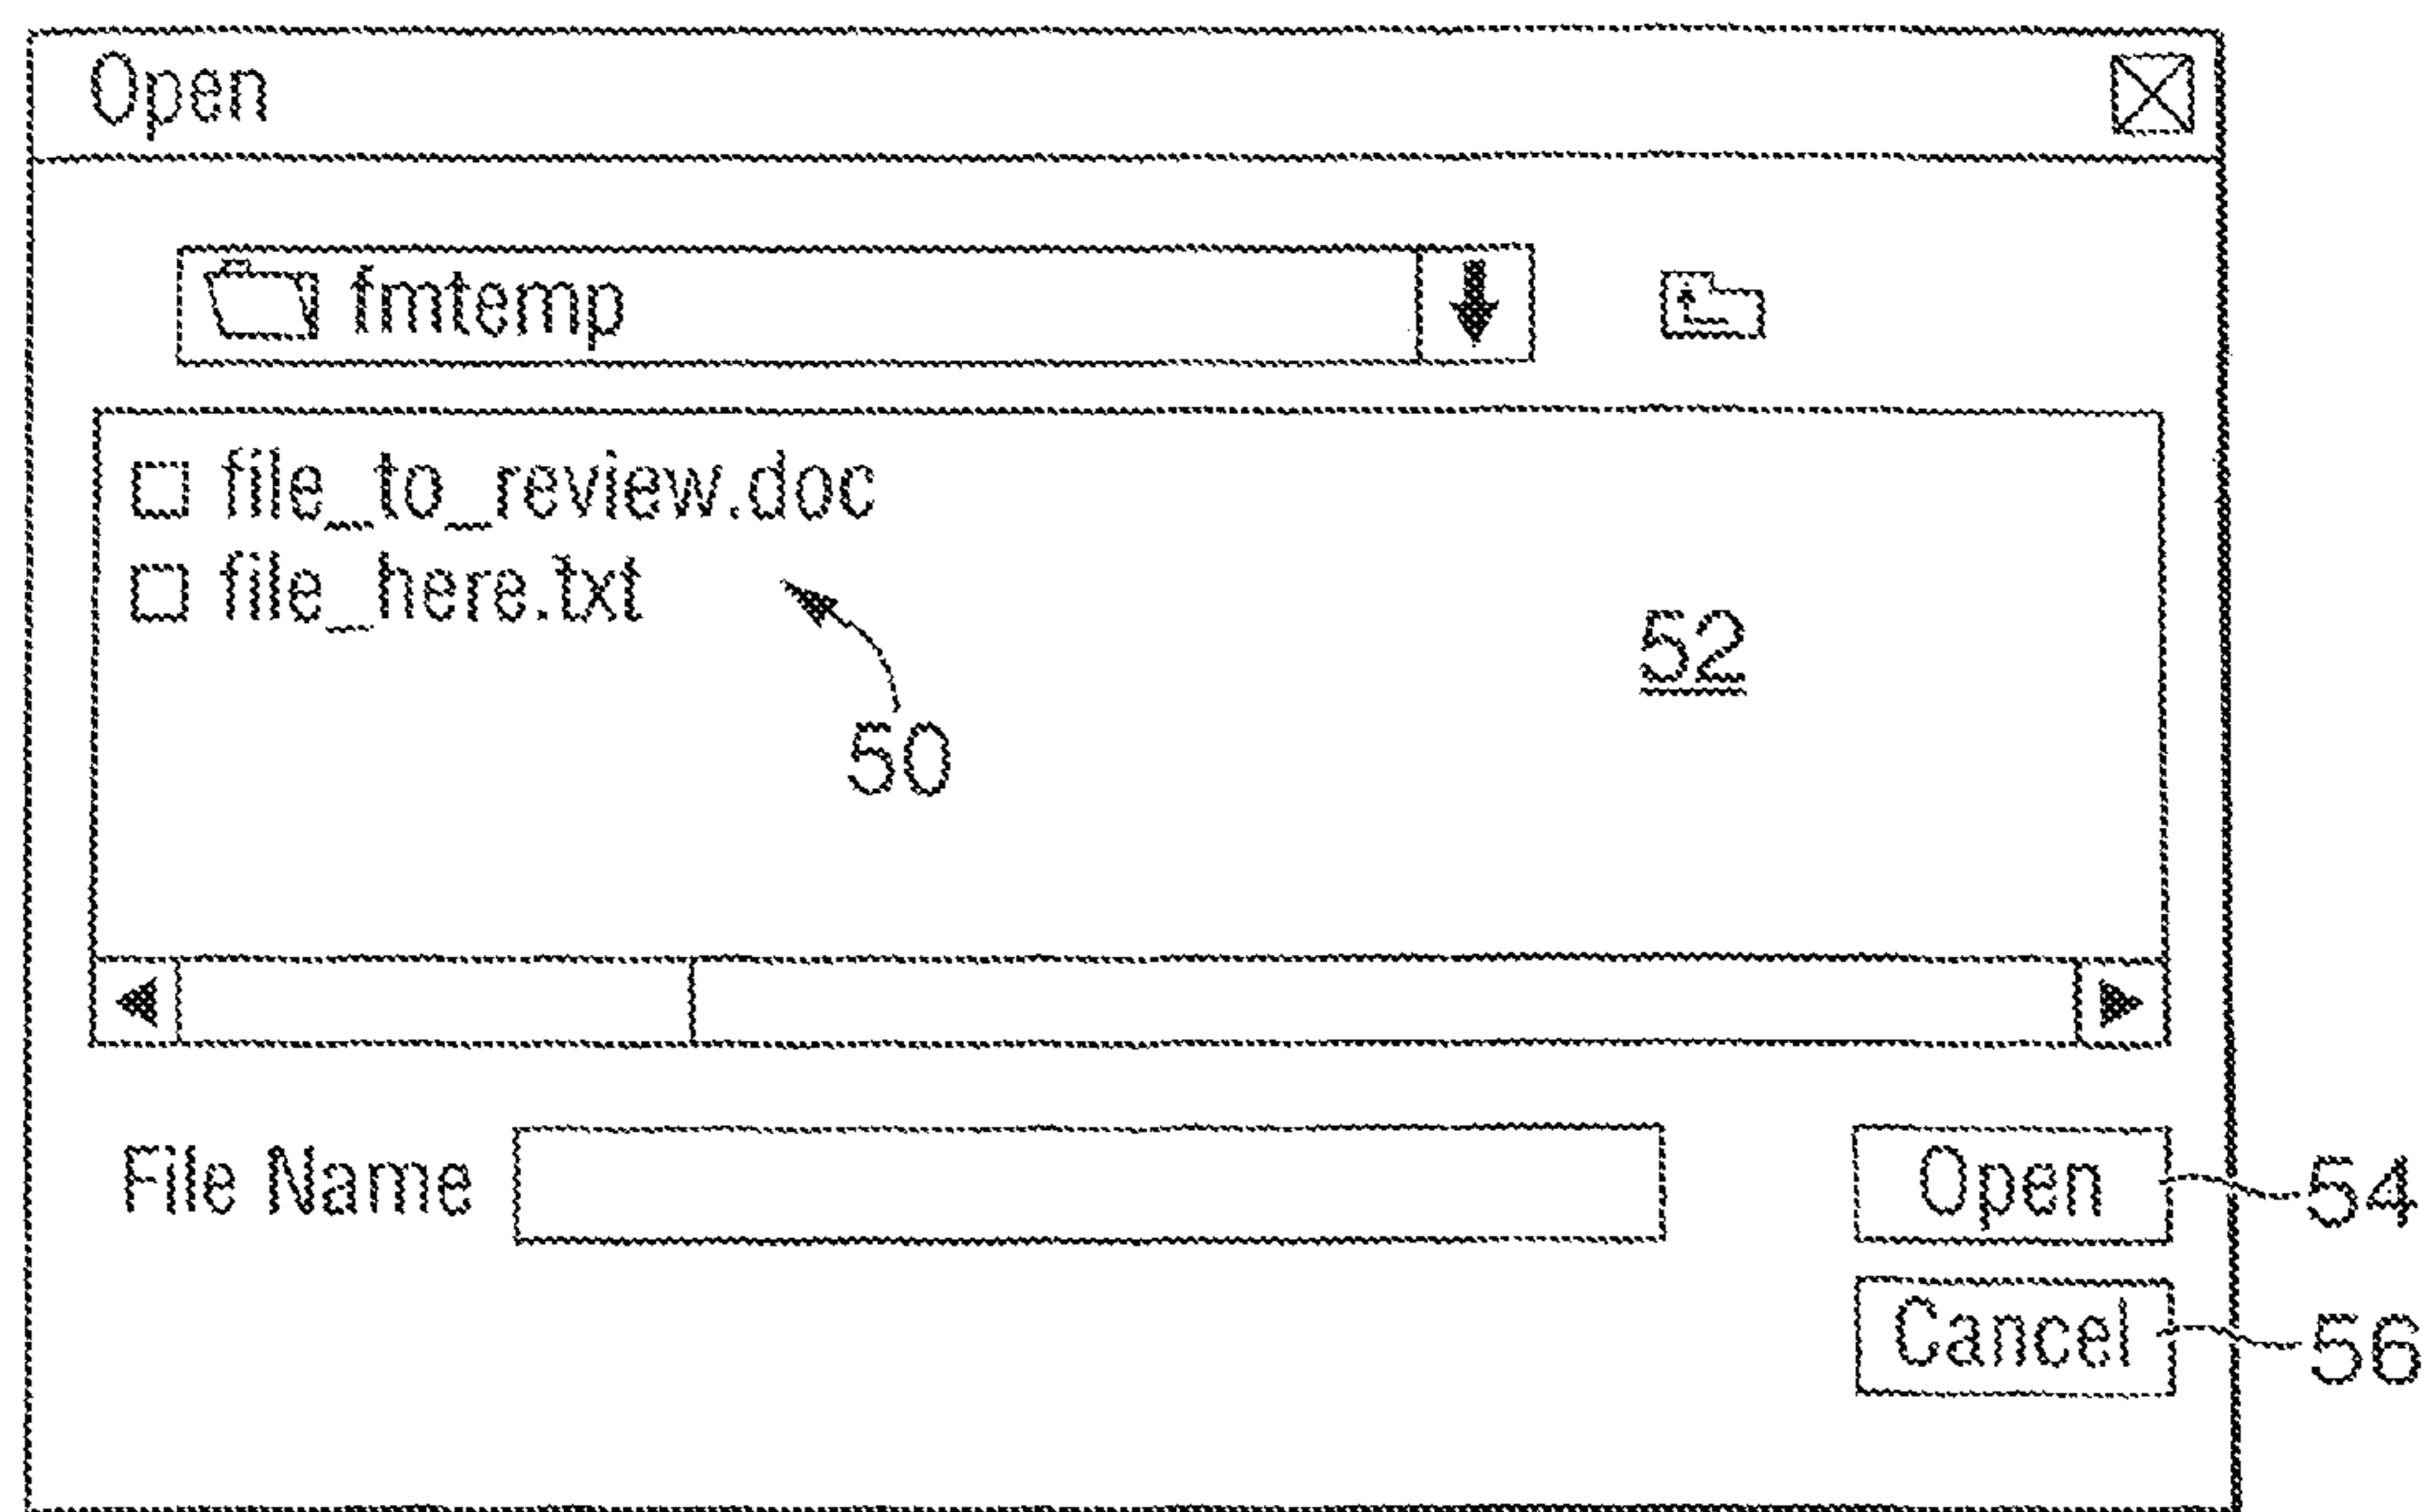 Open
fmtemp
file_to_review.doc
file_here.txt
52
50
File Name
Open
54
Cancel
56